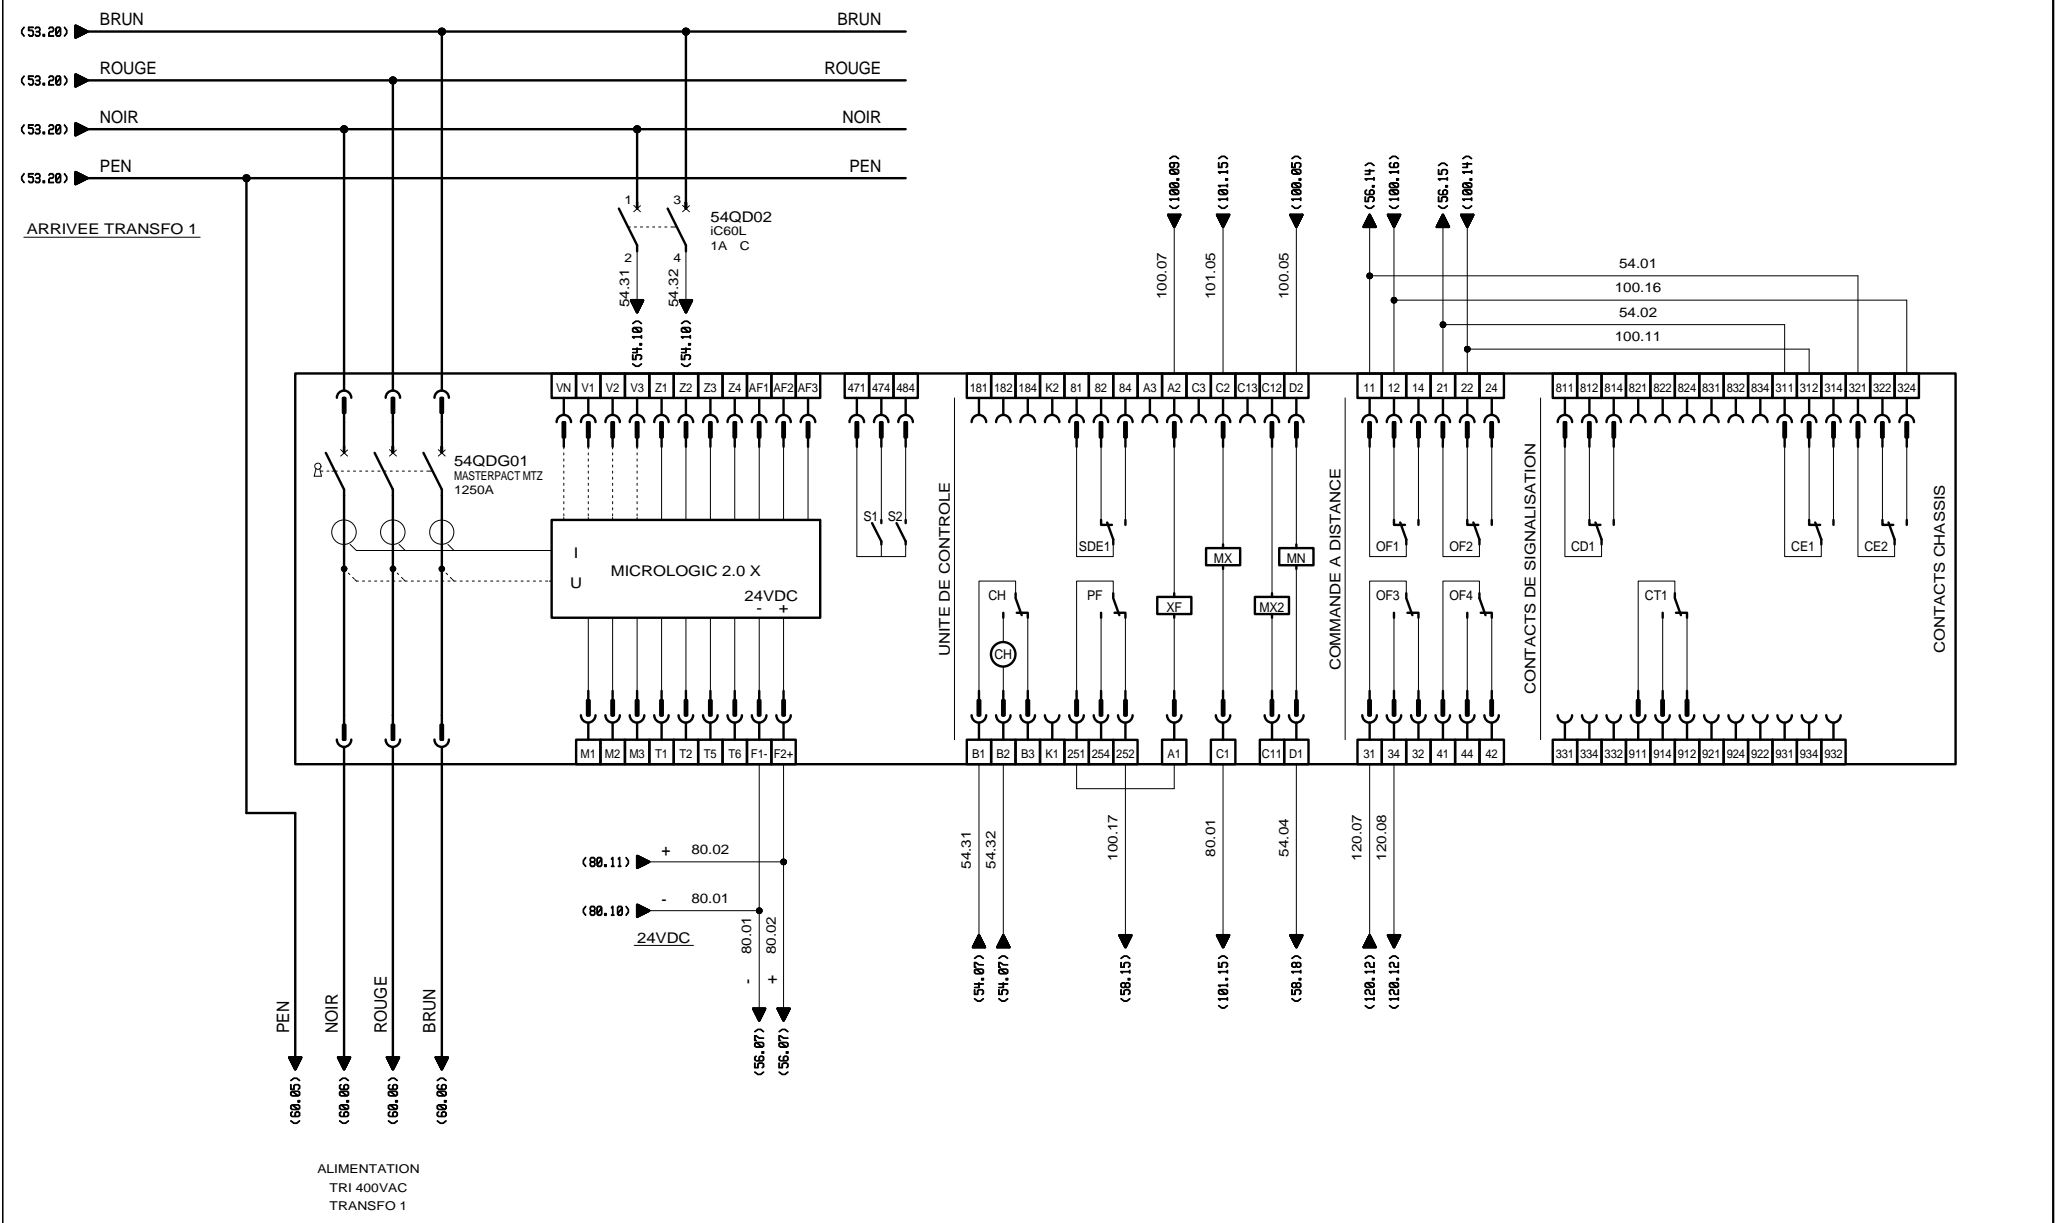 (53.20) BRUN BRUN
(53.20) ROUGE ROUGE
(53.20) NOIR NOIR
(53.20) PEN PEN
ARRIVEE TRANSFO 1
1 3
54QD02
iC60L
1A C
2 4
54.31 54.32
(54.10) (54.10)
(100.09) (101.15) (100.05) (56.14) (100.16) (56.15) (100.14)
100.07 101.05 100.05
54.01
100.16
54.02
100.11
VN V1 V2 V3 Z1 Z2 Z3 Z4 AF1 AF2 AF3 471 474 484 181 182 184 K2 81 82 84 A3 A2 C3 C2 C13 C12 D2 11 12 14 21 22 24 811 812 814 821 822 824 831 832 834 311 312 314 321 322 324
54QDG01
MASTERPACT MTZ
1250A
S1 S2
SDE1
OF1 OF2
CD1 CE1 CE2
I
U
MICROLOGIC 2.0 X
24VDC
- +
MX MN
CH PF XF MX2 OF3 OF4 CT1
CH
UNITE DE CONTROLE
COMMANDE A DISTANCE
CONTACTS DE SIGNALISATION
CONTACTS CHASSIS
M1 M2 M3 T1 T2 T5 T6 F1- F2+ B1 B2 B3 K1 251 254 252 A1 C1 C11 D1 31 34 32 41 44 42 331 334 332 911 914 912 921 924 922 931 934 932
54.31 54.32 100.17 80.01 54.04 120.07 120.08
(80.11) + 80.02
(80.10) - 80.01
24VDC
80.01 80.02
- +
(54.07) (54.07) (58.15) (101.15) (58.18) (120.12) (120.12)
PEN NOIR ROUGE BRUN
(56.07) (56.07)
(60.05) (60.06) (60.06) (60.06)
ALIMENTATION
TRI 400VAC
TRANSFO 1